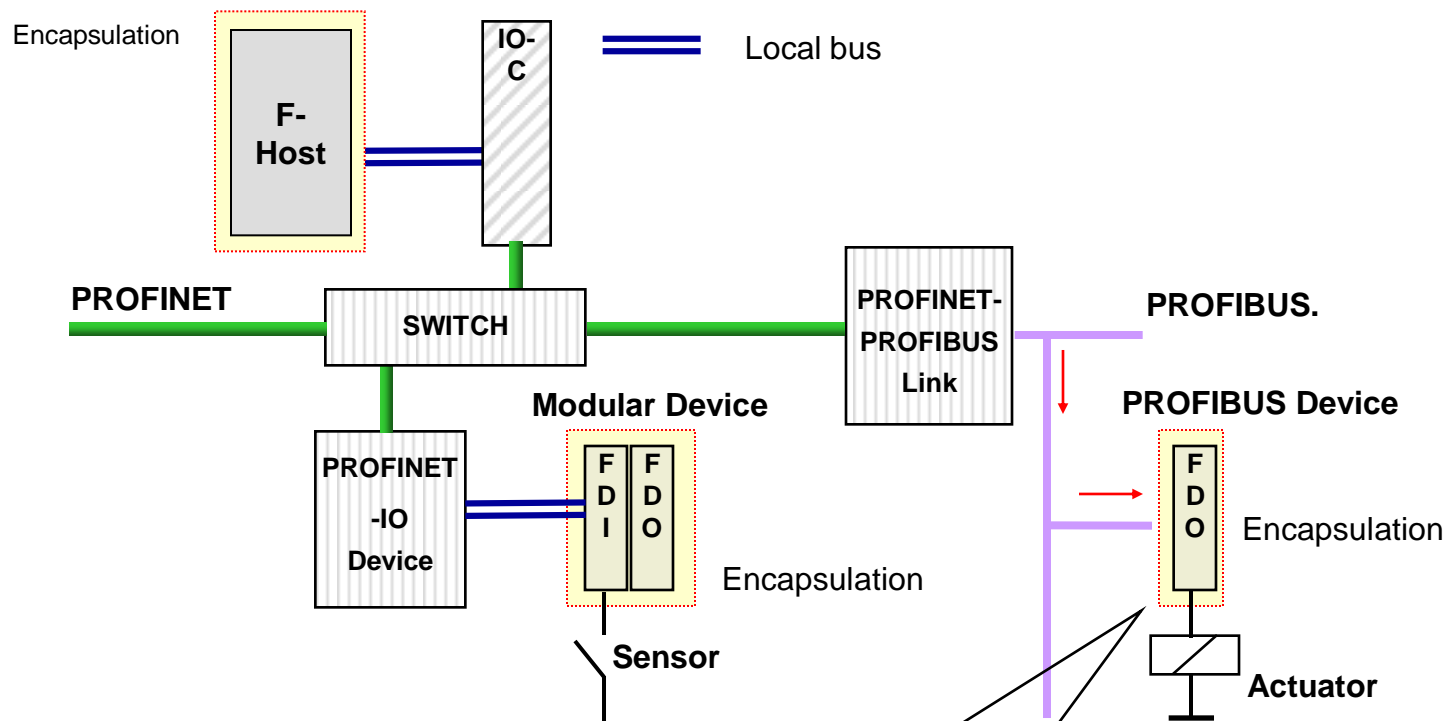 Encapsulation
F-
Host
IO-
C
Local bus
PROFINET
SWITCH
PROFINET-
PROFIBUS
Link
PROFIBUS.
Modular Device
PROFIBUS Device
PROFINET
-IO
Device
F
D
I
F
D
O
Encapsulation
F
D
O
Encapsulation
Sensor
Actuator